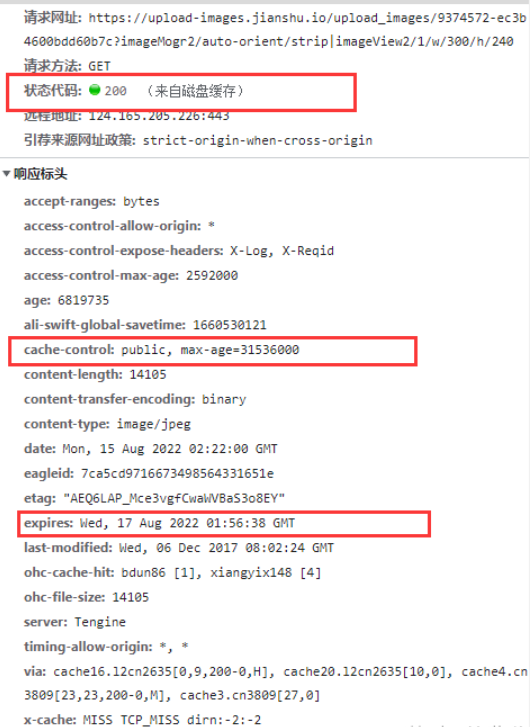 请求网址: https://upload-images.jianshu.io/upload_images/9374572-ec3b
4600bdd60b7c?imageMogr2/auto-orient/strip|imageView2/1/w/300/h/240
请求方法: GET
状态代码: 200 （来自磁盘缓存）
远程地址: 124.165.205.226:443
引荐来源网址政策: strict-origin-when-cross-origin
响应标头
accept-ranges: bytes
access-control-allow-origin: *
access-control-expose-headers: X-Log, X-Reqid
access-control-max-age: 2592000
age: 6819735
ali-swift-global-savetime: 1660530121
cache-control: public, max-age=31536000
content-length: 14105
content-transfer-encoding: binary
content-type: image/jpeg
date: Mon, 15 Aug 2022 02:22:00 GMT
eagleid: 7ca5cd9716673498564331651e
etag: "AEQ6LAP_Mce3vgfCwaWVBaS3o8EY"
expires: Wed, 17 Aug 2022 01:56:38 GMT
last-modified: Wed, 06 Dec 2017 08:02:24 GMT
ohc-cache-hit: bdun86 [1], xiangyix148 [4]
ohc-file-size: 14105
server: Tengine
timing-allow-origin: *, *
via: cache16.l2cn2635[0,9,200-0,H], cache20.l2cn2635[10,0], cache4.cn
3809[23,23,200-0,M], cache3.cn3809[27,0]
x-cache: MISS TCP_MISS dirn:-2:-2